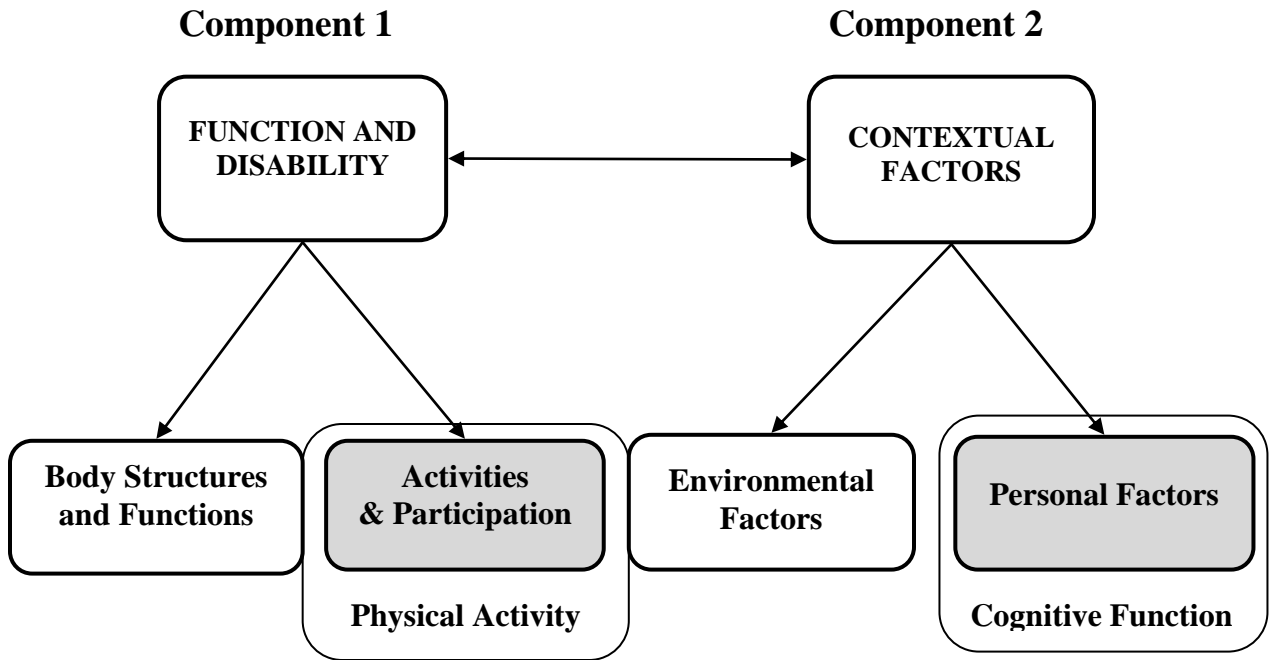 Component 1
Component 2
FUNCTION AND
DISABILITY
CONTEXTUAL
FACTORS
Body Structures
and Functions
Activities
& Participation
Environmental
Factors
Personal Factors
Physical Activity
Cognitive Function